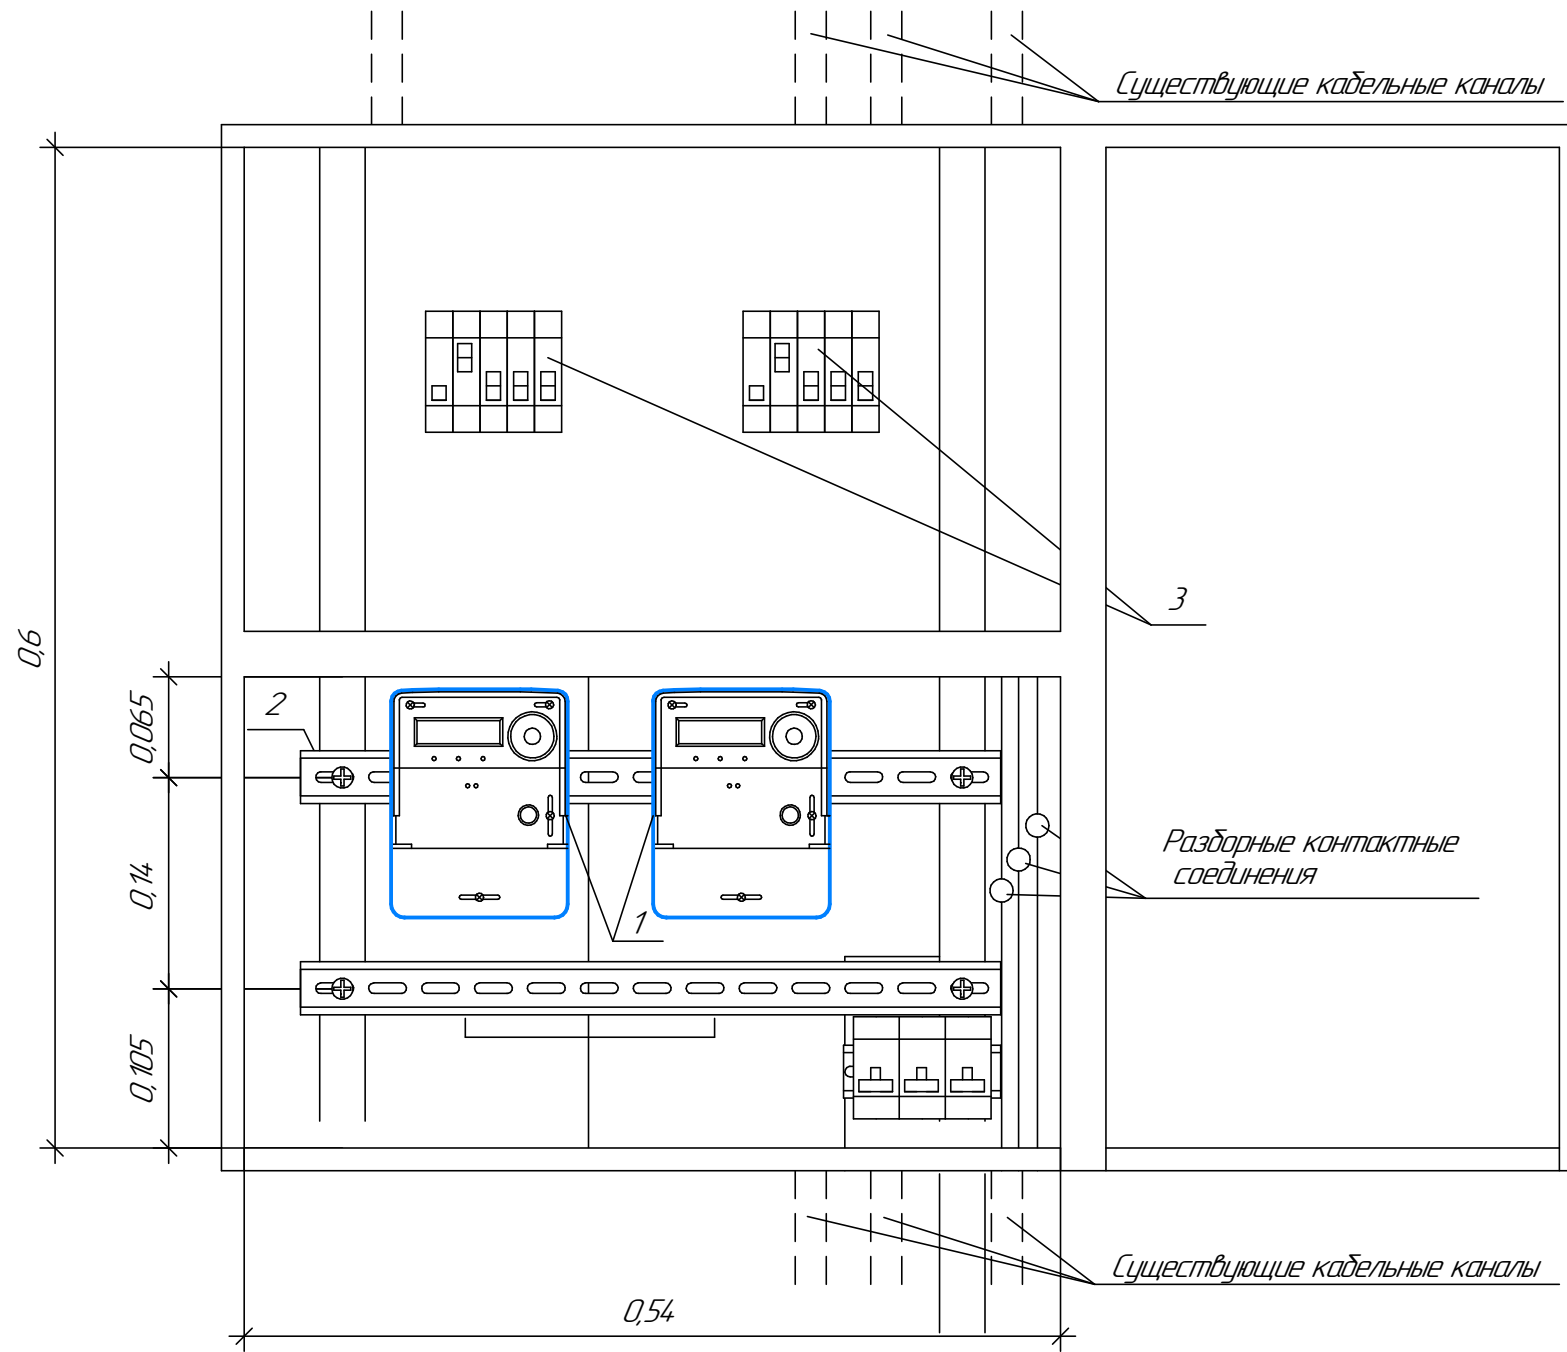 Существующие кабельные каналы
3
0,6
0,065
2
Разборные контактные
соединения
0,14
1
0,105
Существующие кабельные каналы
0,54